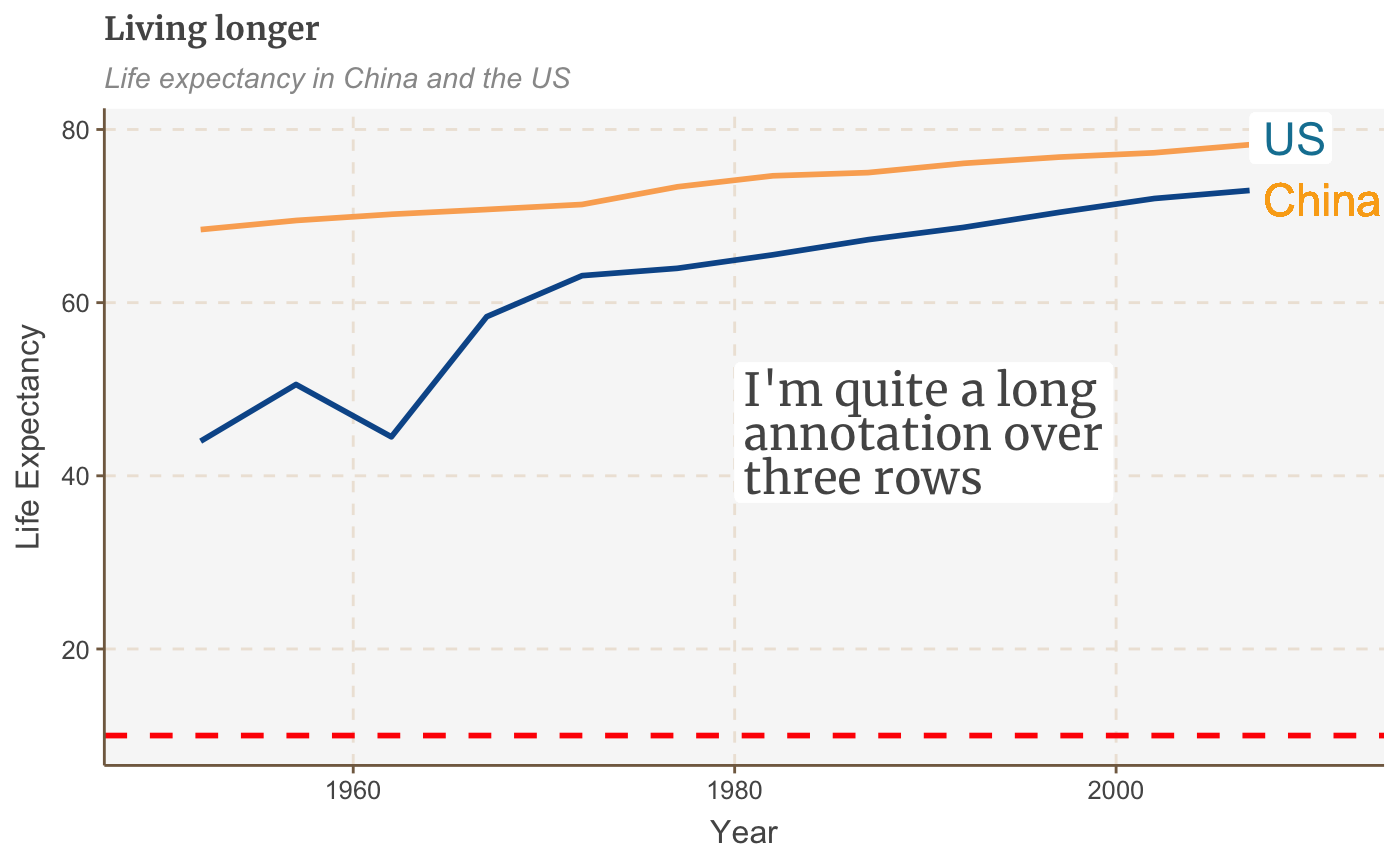 Living longer
Life expectancy in China and the US
80
US
China
60
I'm quite a long
annotation over
three rows
40
20
Life Expectancy
1960
1980
2000
Year